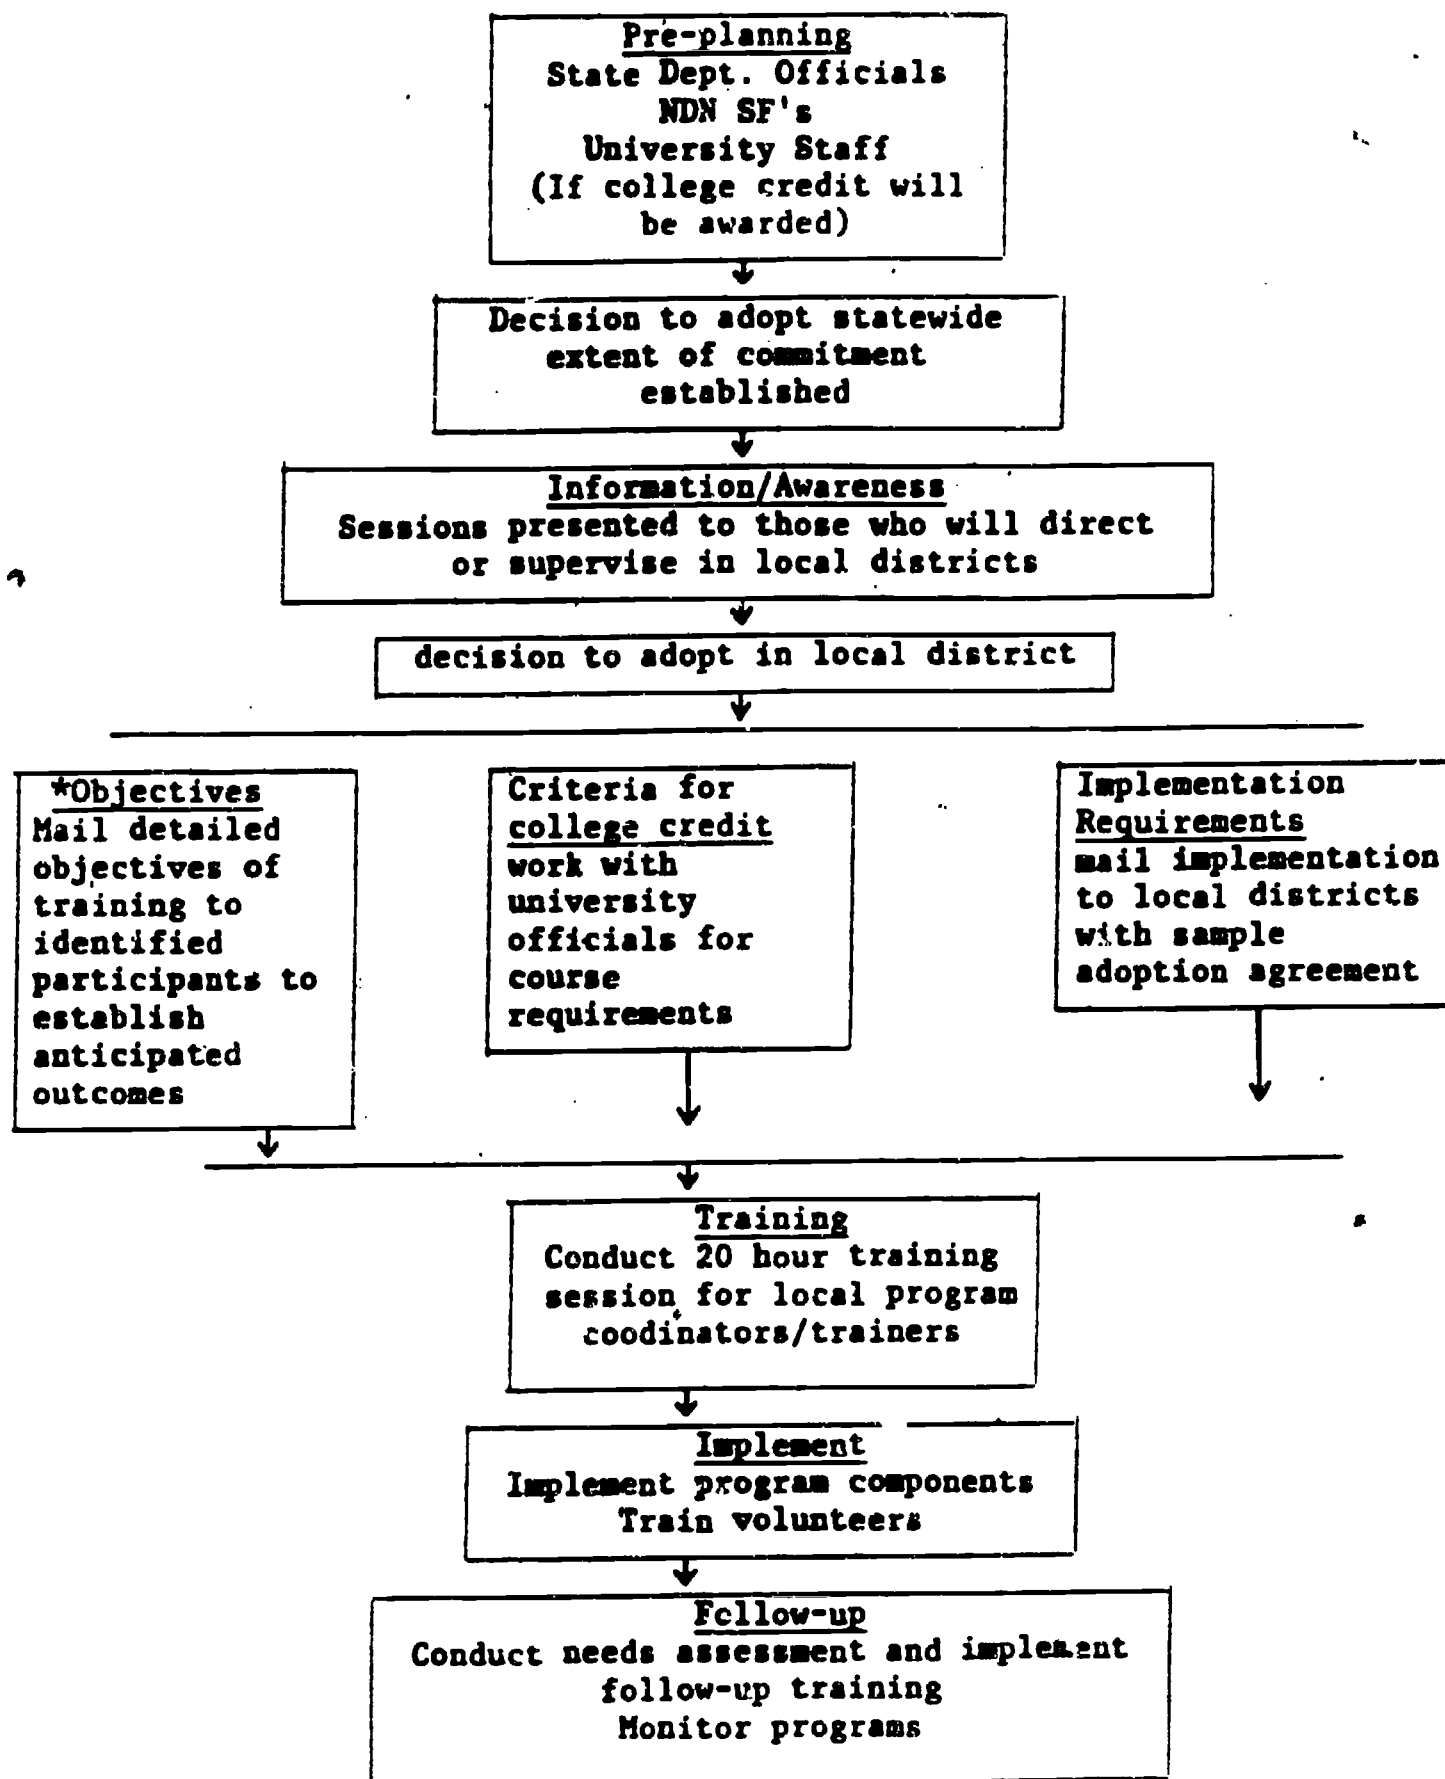 Pre-planning
State Dept. Officials
NDN SF's
University Staff
(If college credit will
be awarded)
Decision to adopt statewide
extent of commitment
established
Information/Awareness
Sessions presented to those who will direct
or supervise in local districts
decision to adopt in local district
*Objectives
Mail detailed
objectives of
training to
identified
participants to
establish
anticipated
outcomes
Criteria for
college credit
work with
university
officials for
course
requirements
Implementation
Requirements
mail implementation
to local districts
with sample
adoption agreement
Training
Conduct 20 hour training
session for local program
coodinators/trainers
Implement
Implement program components
Train volunteers
Follow-up
Conduct needs assessment and implement
follow-up training
Monitor programs